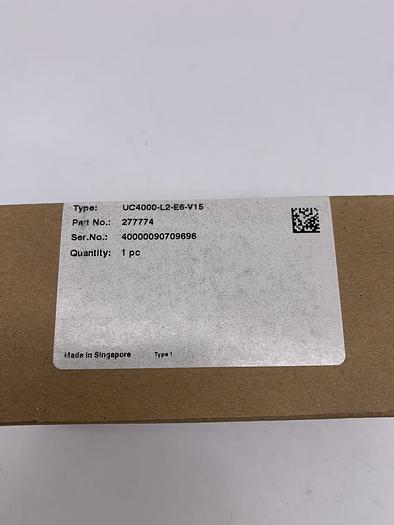 Type: UC4000-L2-E6-V15
Part No.: 277774
Ser.No.: 40000090709696
Quantity: 1 pc
Made in Singapore Type 1